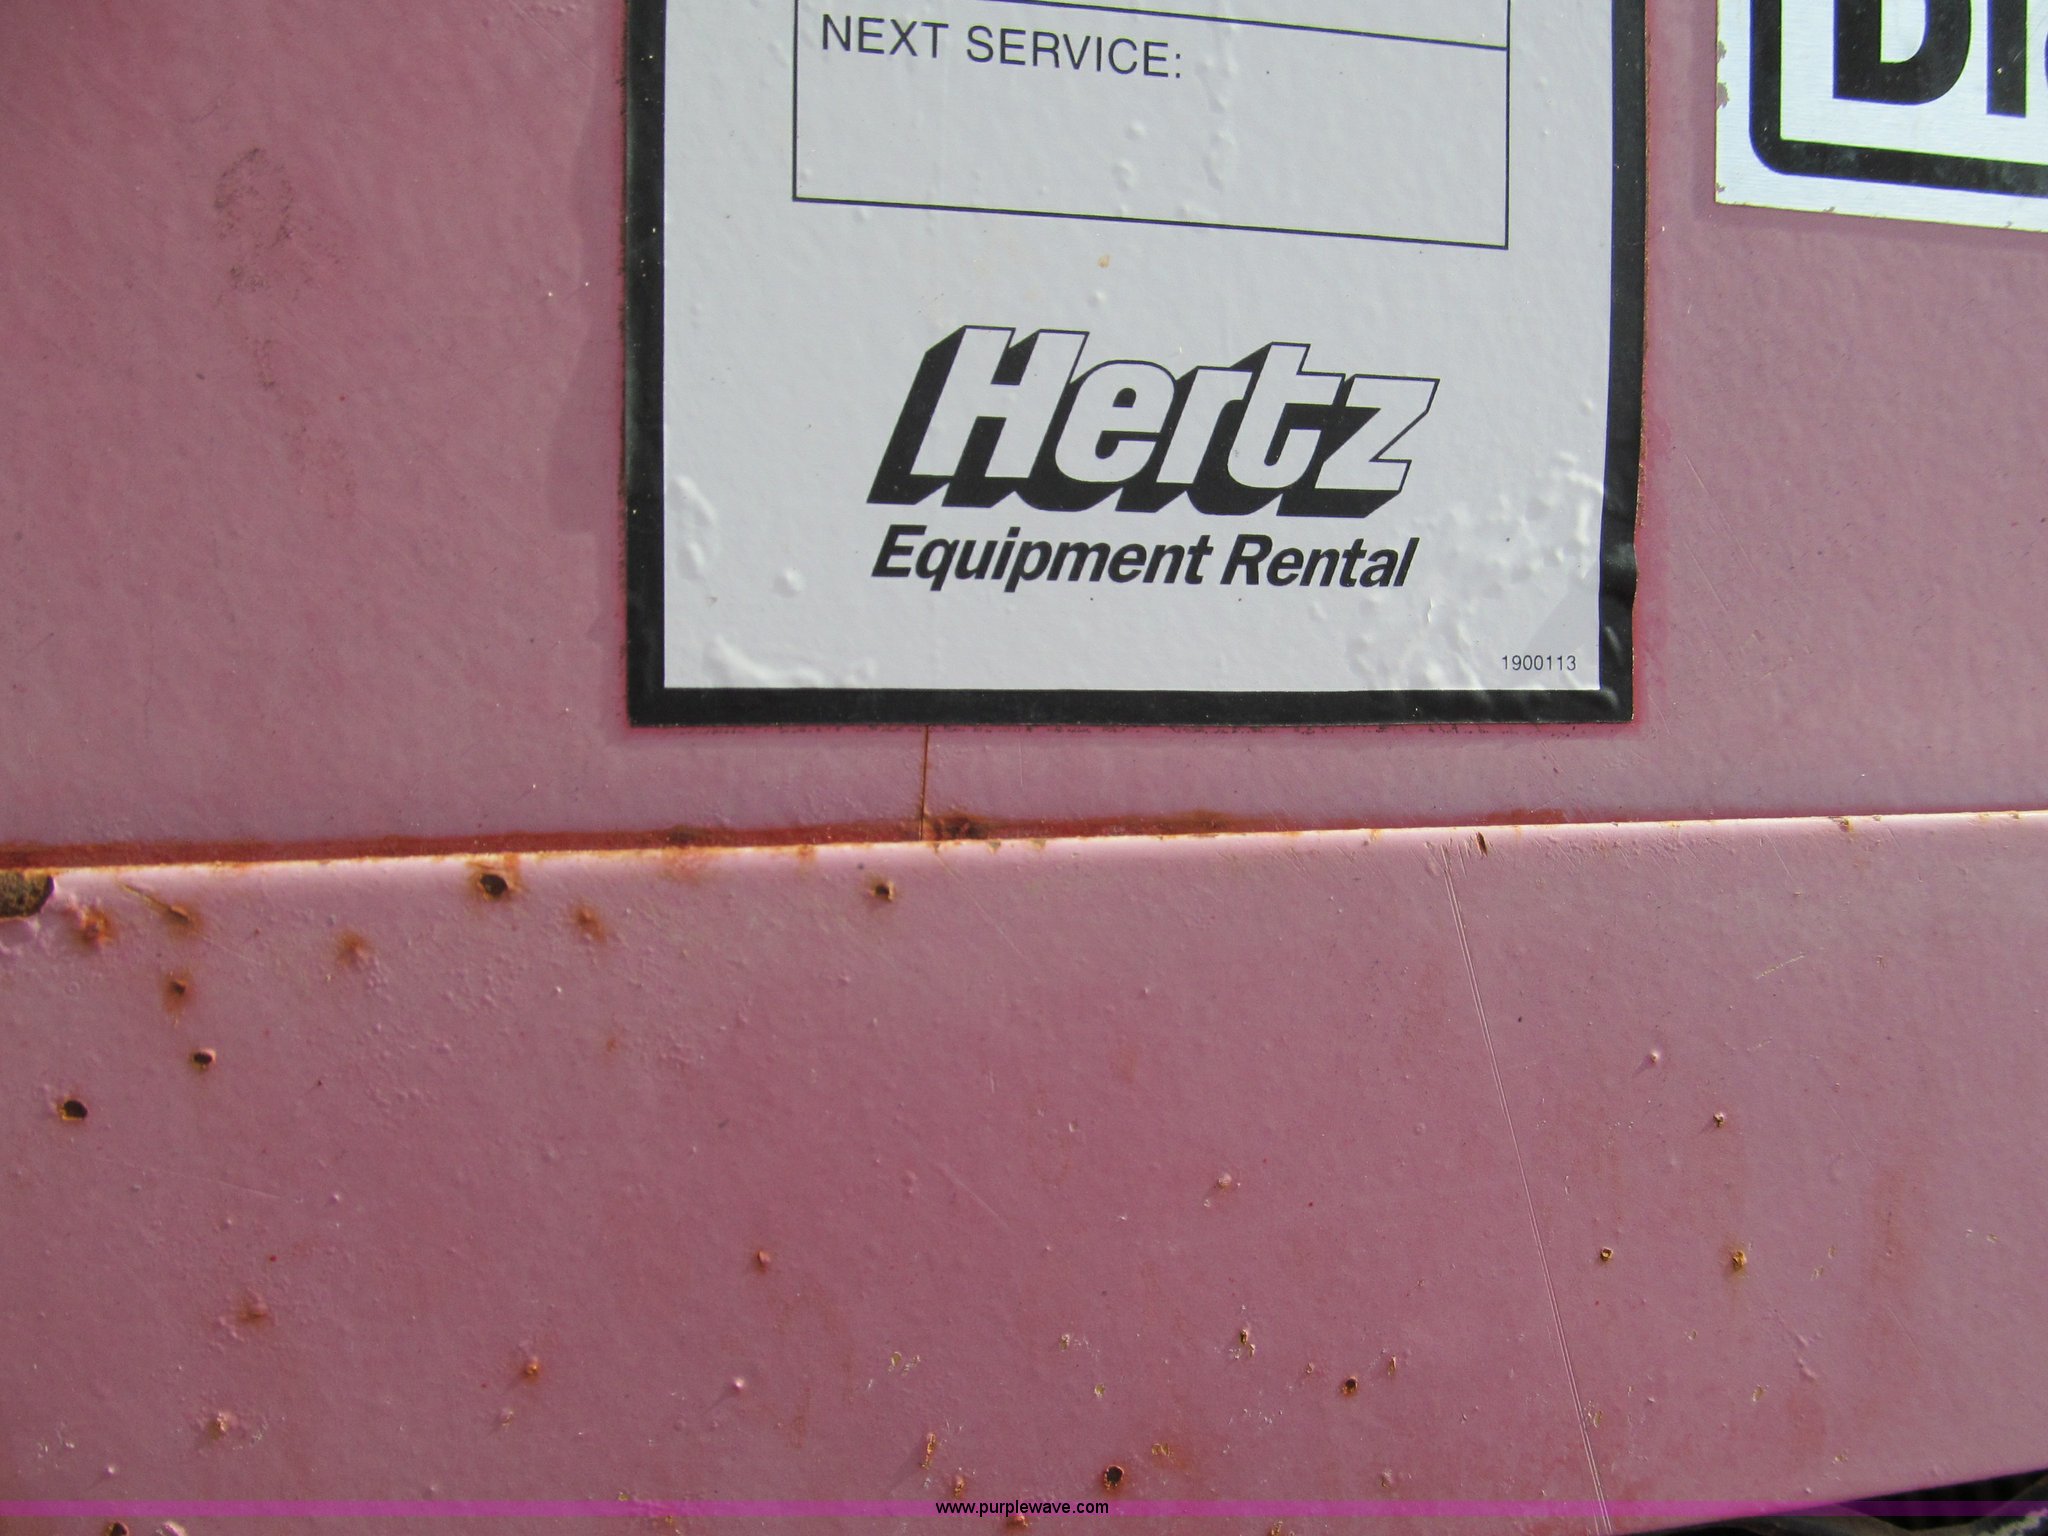 NEXT SERVICE:
Hertz
Equipment Rental
1900113
www.purplewave.com